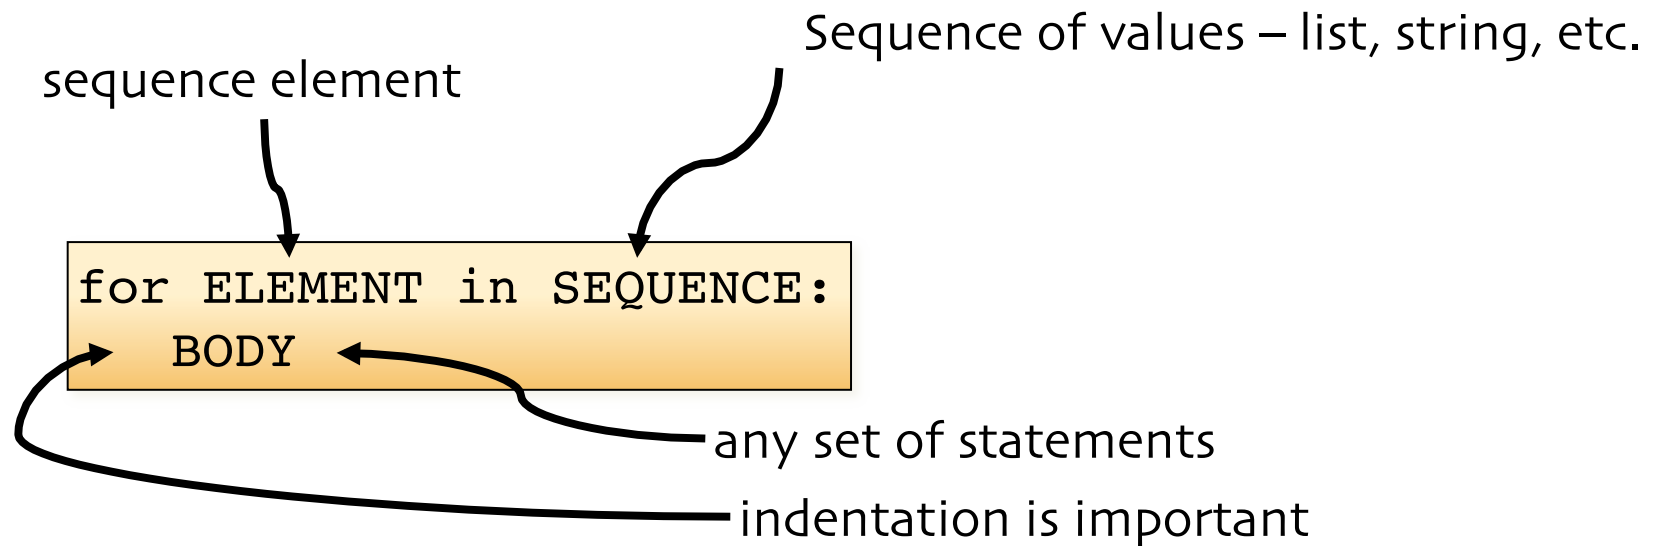 Sequence of values – list, string, etc.
sequence element
for ELEMENT in SEQUENCE:
BODY
any set of statements
indentation is important